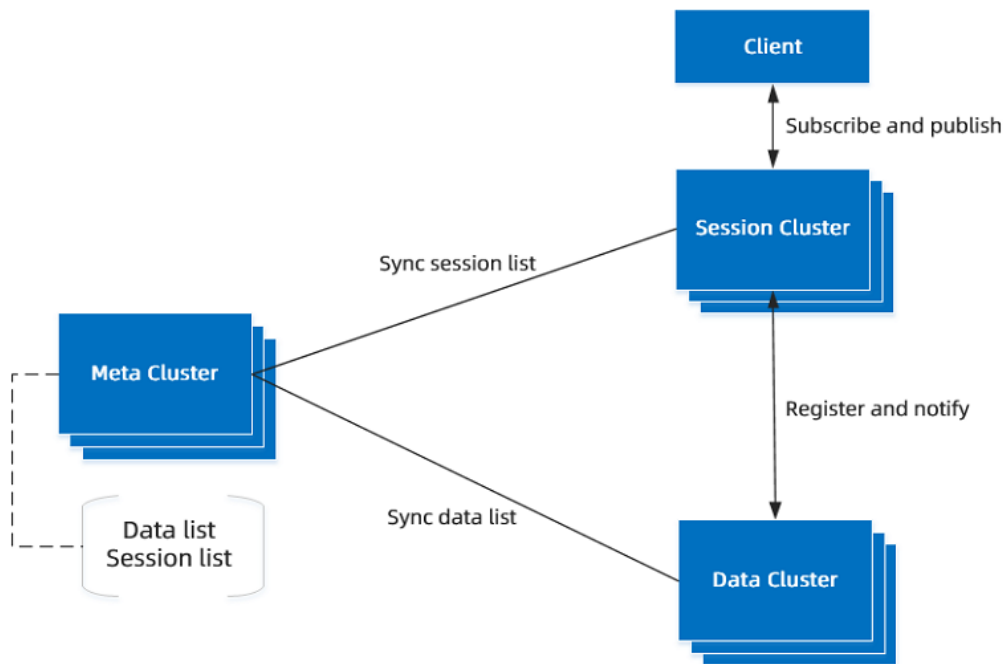 Client
Subscribe and publish
Session Cluster
Sync session list
Meta Cluster
Register and notify
Sync data list
Data list
Session list
Data Cluster